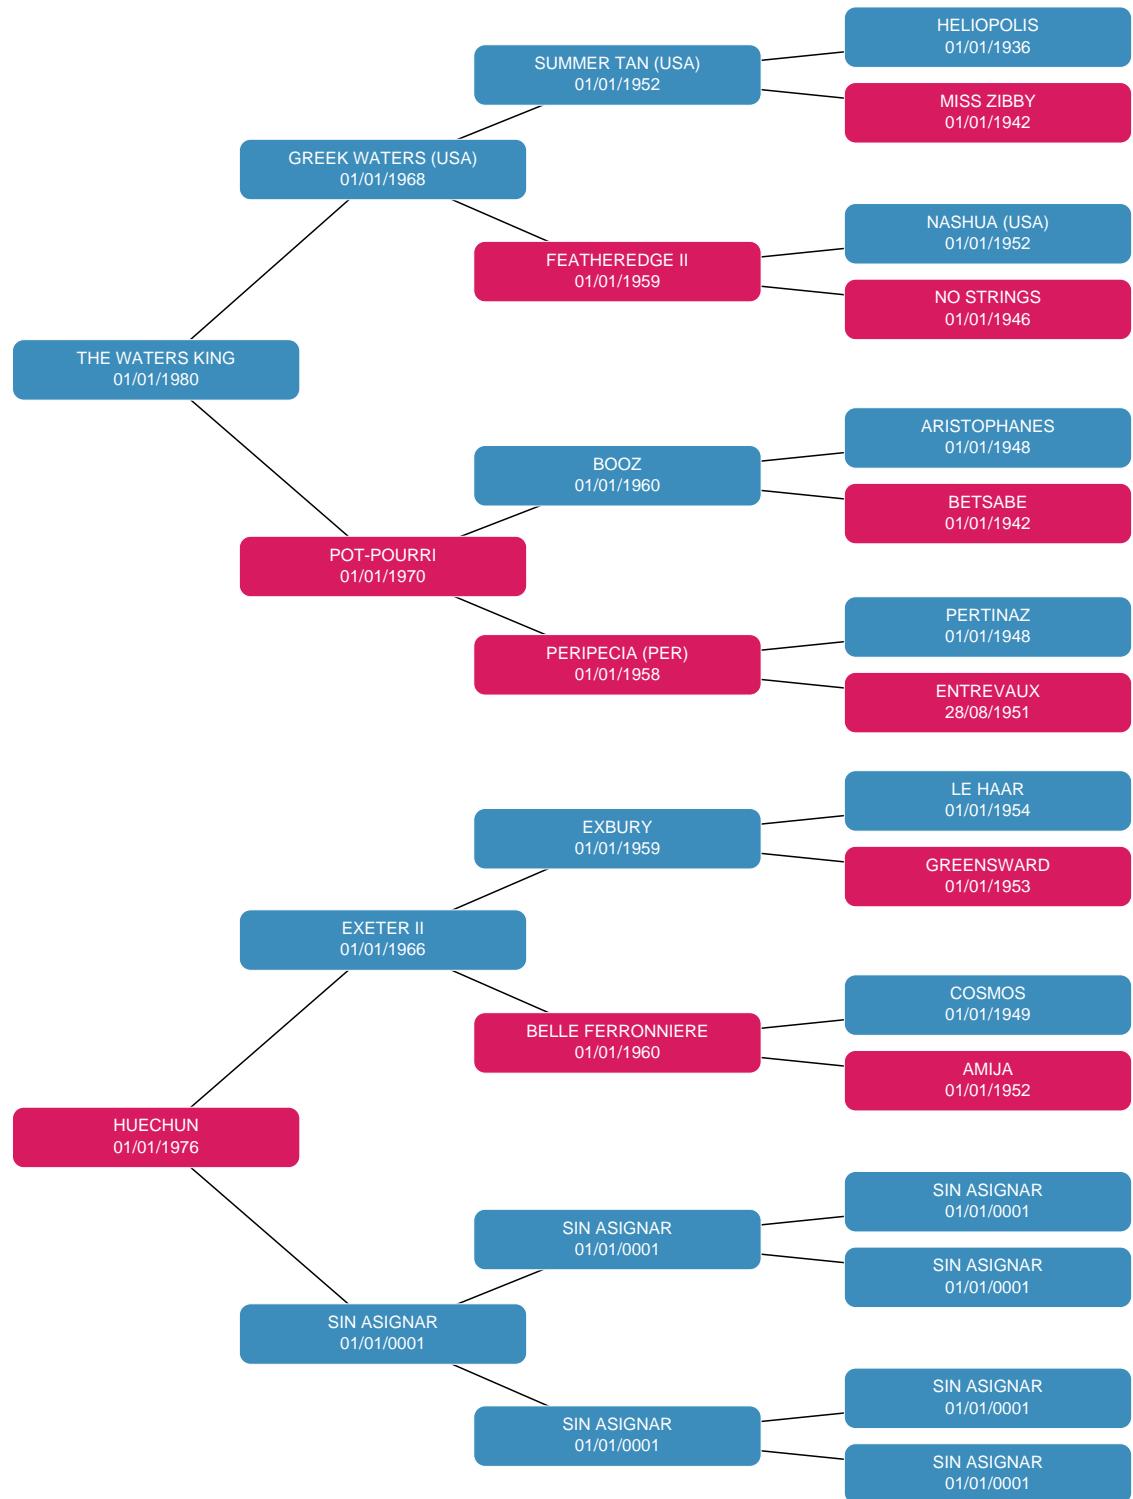 HELIOPOLIS
01/01/1936
SUMMER TAN (USA)
01/01/1952
MISS ZIBBY
01/01/1942
GREEK WATERS (USA)
01/01/1968
NASHUA (USA)
01/01/1952
FEATHEREDGE II
01/01/1959
NO STRINGS
01/01/1946
THE WATERS KING
01/01/1980
ARISTOPHANES
01/01/1948
BOOZ
01/01/1960
BETSABE
01/01/1942
POT-POURRI
01/01/1970
PERTINAZ
01/01/1948
PERIPECIA (PER)
01/01/1958
ENTREVAUX
28/08/1951
LE HAAR
01/01/1954
EXBURY
01/01/1959
GREENSWARD
01/01/1953
EXETER II
01/01/1966
COSMOS
01/01/1949
BELLE FERRONNIERE
01/01/1960
AMIJA
01/01/1952
HUECHUN
01/01/1976
SIN ASIGNAR
01/01/0001
SIN ASIGNAR
01/01/0001
SIN ASIGNAR
01/01/0001
SIN ASIGNAR
01/01/0001
SIN ASIGNAR
01/01/0001
SIN ASIGNAR
01/01/0001
SIN ASIGNAR
01/01/0001